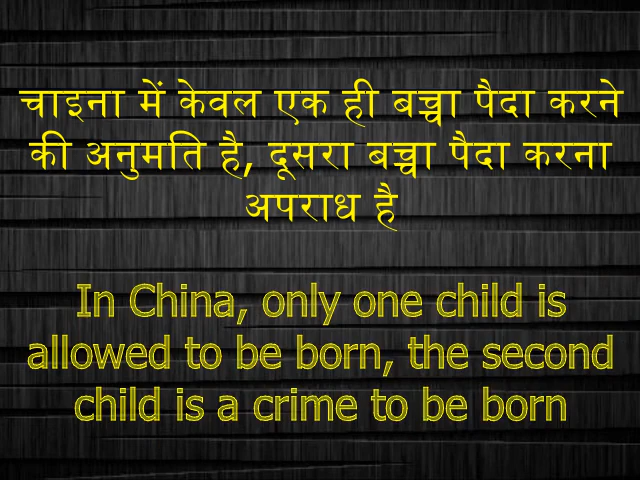 चाइना में केवल एक ही बच्चा पैदा करने
की अनुमति है, दूसरा बच्चा पैदा करना
अपराध है
In China, only one child is
allowed to be born, the second
child is a crime to be born